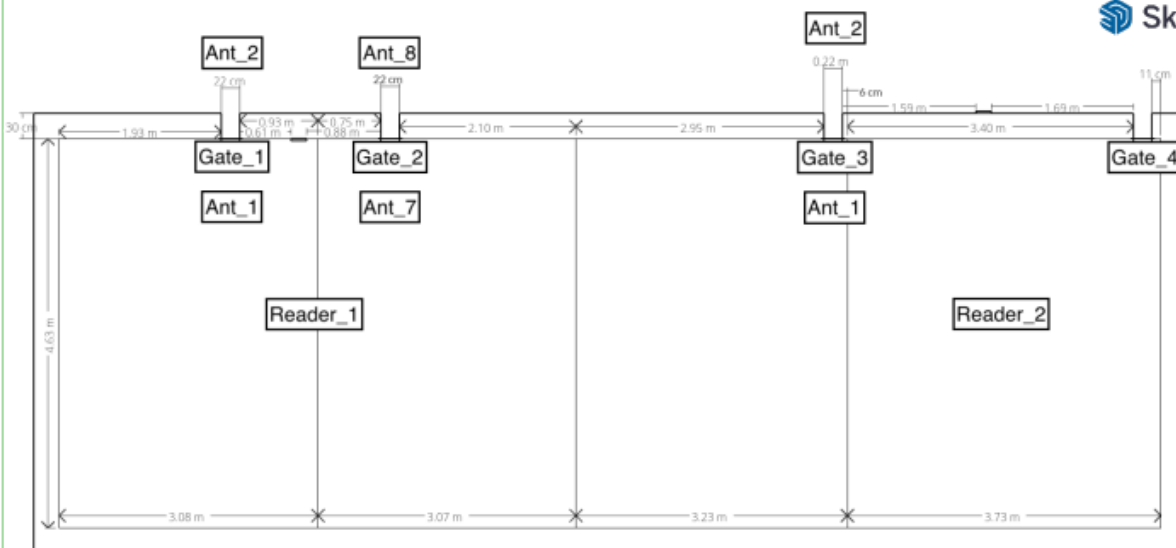 Sk
Ant_2
Ant_2
Ant_8
0.22 m
22 cm
22 cm
11 cm
6 cm
1.59 m
1.69 m
30 cm
0.93 m
0.75 m
1.93 m
0.61 m
0.88 m
2.10 m
2.95 m
3.40 m
Gate_1
Gate_2
Gate_3
Gate_4
Ant_1
Ant_7
Ant_1
Reader_1
Reader_2
4.63 m
3.08 m
3.07 m
3.23 m
3.73 m